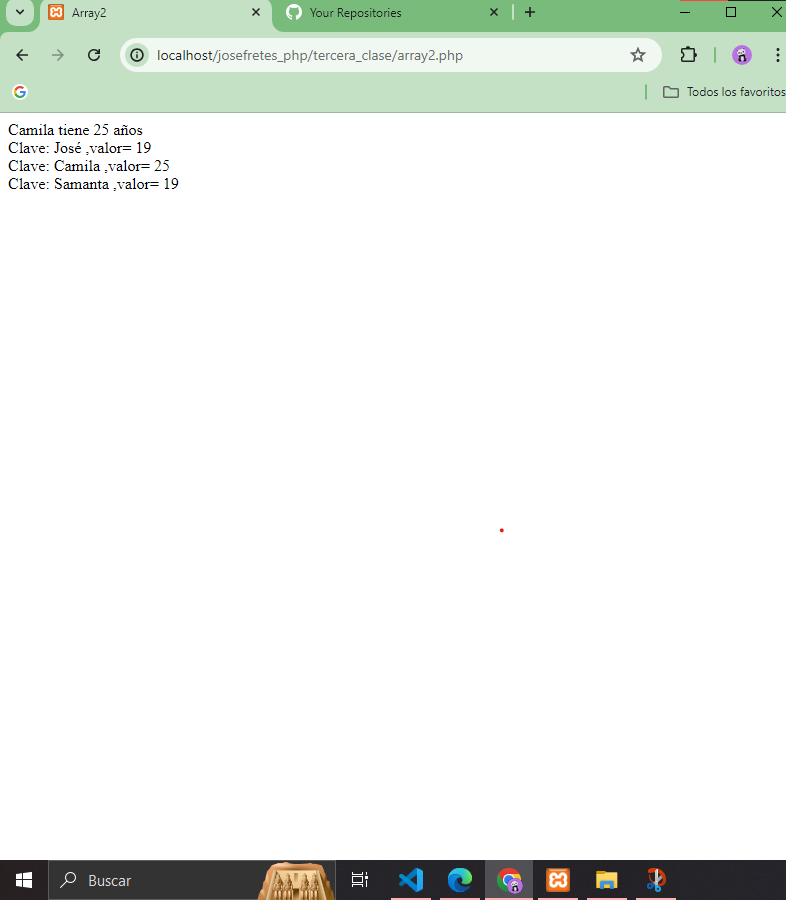 Array2
Your Repositories
localhost/josefretes_php/tercera_clase/array2.php
Todos los favoritos
Camila tiene 25 años
Clave: José ,valor= 19
Clave: Camila ,valor= 25
Clave: Samanta ,valor= 19
Buscar